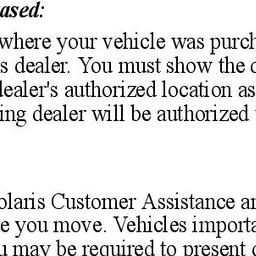 ased:
where your vehicle was purch
s dealer. You must show the
dealer's authorized location as
ing dealer will be authorized
olaris Customer Assistance a
e you move. Vehicles importa
u may be required to present